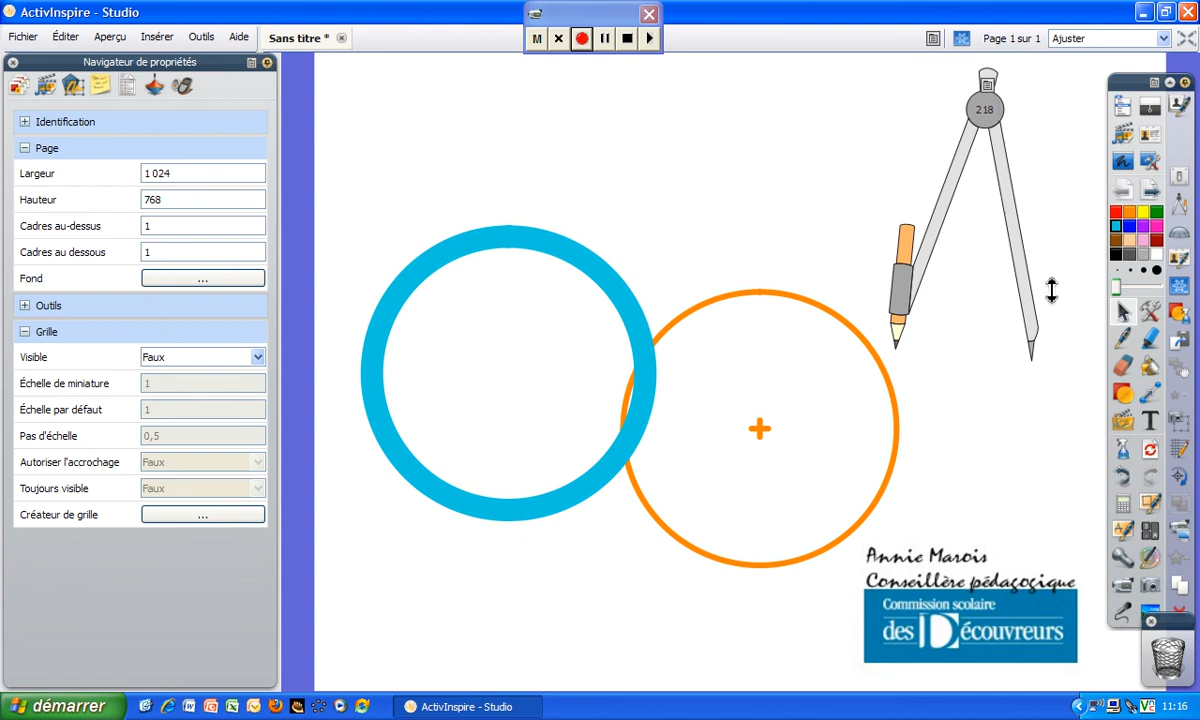 ActivInspire - Studio
Fichier Éditer Aperçu Insérer Outils Aide
Sans titre *
M
Page 1 sur 1 Ajuster
Navigateur de propriétés
Identification
Page
Largeur 1 024
Hauteur 768
Cadres au-dessus 1
Cadres au dessous 1
Fond ...
Outils
Grille
Visible Faux
Échelle de miniature 1
Échelle par défaut 1
Pas d'échelle 0,5
Autoriser l'accrochage Faux
Toujours visible Faux
Créateur de grille ...
218
Annie Marois
Conseillère pédagogique
Commission scolaire
des Découvreurs
démarrer
ActivInspire - Studio
11:16